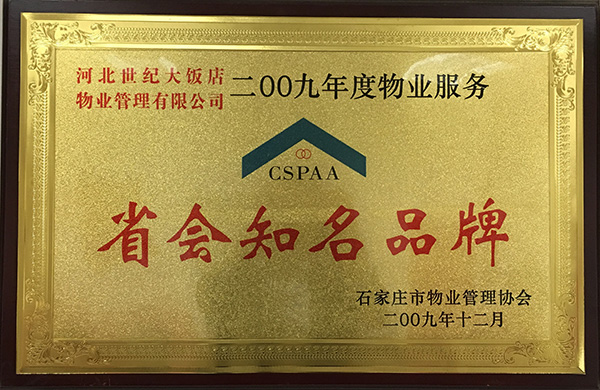 河北世纪大饭店
物业管理有限公司
二00九年度物业服务
CSPAA
省会知名品牌
石家庄市物业管理协会
二00九年十二月